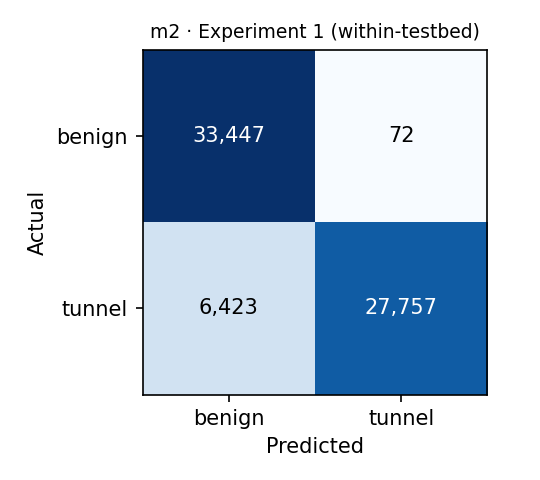 m2 · Experiment 1 (within-testbed)
benign
33,447
72
Actual
tunnel
6,423
27,757
benign
tunnel
Predicted